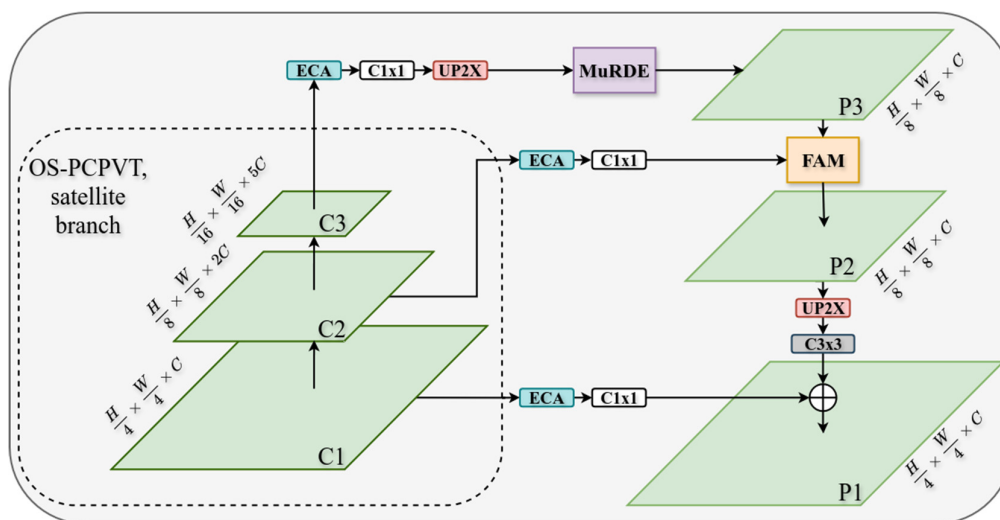 ECA
C1x1
UP2X
MuRDE
P3
H/8 × W/8 × C
OS-PCPVT,
satellite
branch
ECA
C1x1
FAM
H/16 × W/16 × 5C
C3
H/8 × W/8 × 2C
C2
P2
H/8 × W/8 × C
UP2X
C3x3
H/4 × W/4 × C
C1
ECA
C1x1
P1
H/4 × W/4 × C